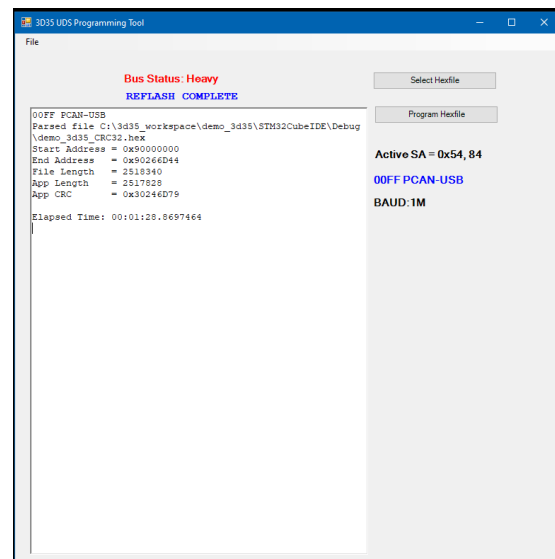 3D35 UDS Programming Tool
File
Bus Status: Heavy
REFLASH COMPLETE
Select Hexfile
Program Hexfile
00FF PCAN-USB
Parsed file C:\3d35_workspace\demo_3d35\STM32CubeIDE\Debug
\demo_3d35_CRC32.hex
Start Address = 0x90000000
End Address   = 0x90266D44
File Length   = 2518340
App Length    = 2517828
App CRC       = 0x30246D79
Elapsed Time: 00:01:28.8697464
Active SA = 0x54, 84
00FF PCAN-USB
BAUD:1M